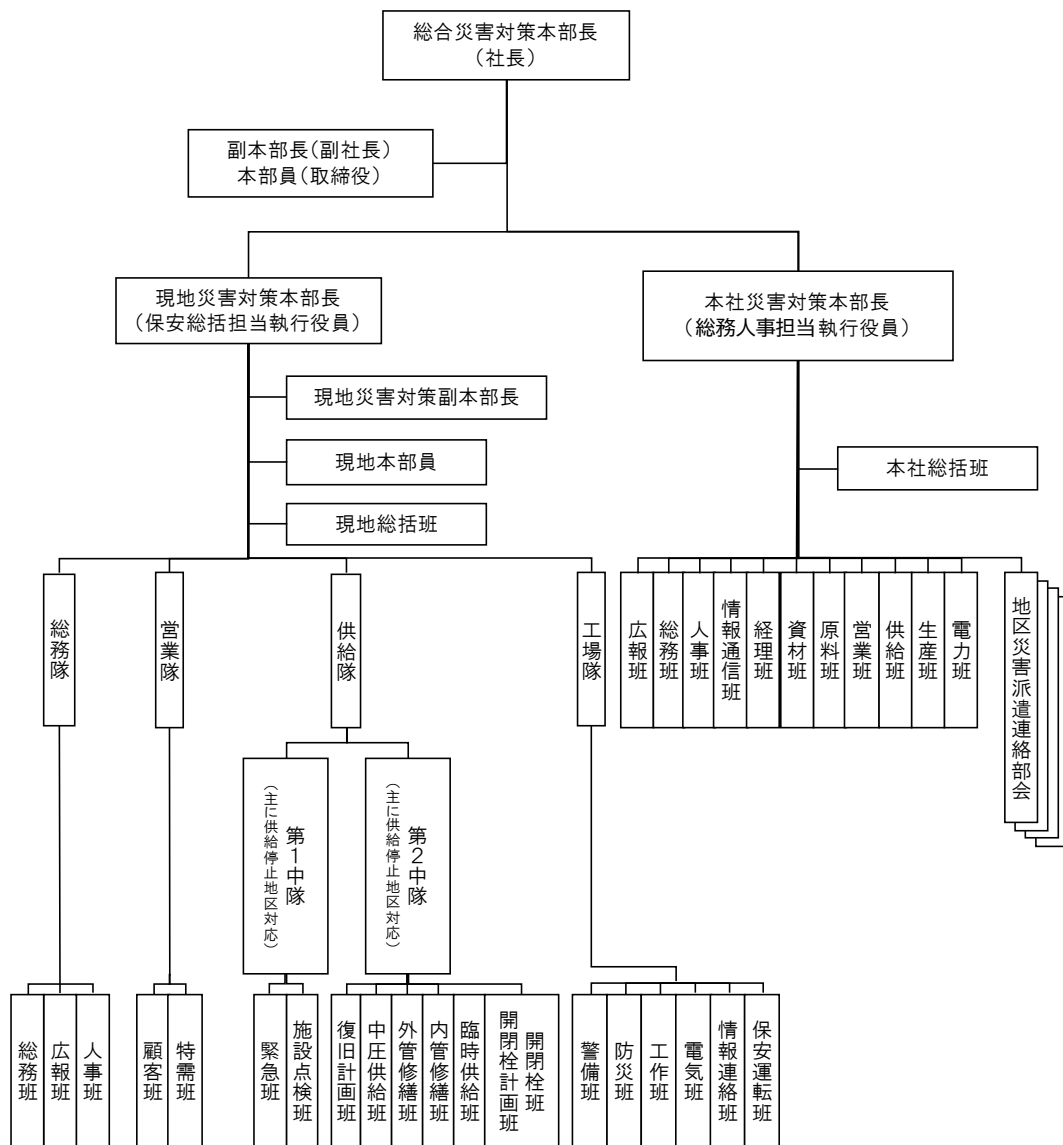 総合災害対策本部長
（社長）
副本部長（副社長）
本部員（取締役）
現地災害対策本部長
（保安総括担当執行役員）
本社災害対策本部長
（総務人事担当執行役員）
現地災害対策副本部長
現地本部員
本社総括班
現地総括班
総務隊
営業隊
供給隊
工場隊
広報班
総務班
人事班
情報通信班
経理班
資材班
原料班
営業班
供給班
生産班
電力班
地区災害派遣連絡部会
第１中隊
（主に供給停止地区対応）
第２中隊
（主に供給停止地区対応）
総務班
広報班
人事班
顧客班
特需班
緊急班
施設点検班
復旧計画班
中圧供給班
外管修繕班
内管修繕班
臨時供給班
開閉栓班
開閉栓計画班
警備班
防災班
工作班
電気班
情報連絡班
保安運転班